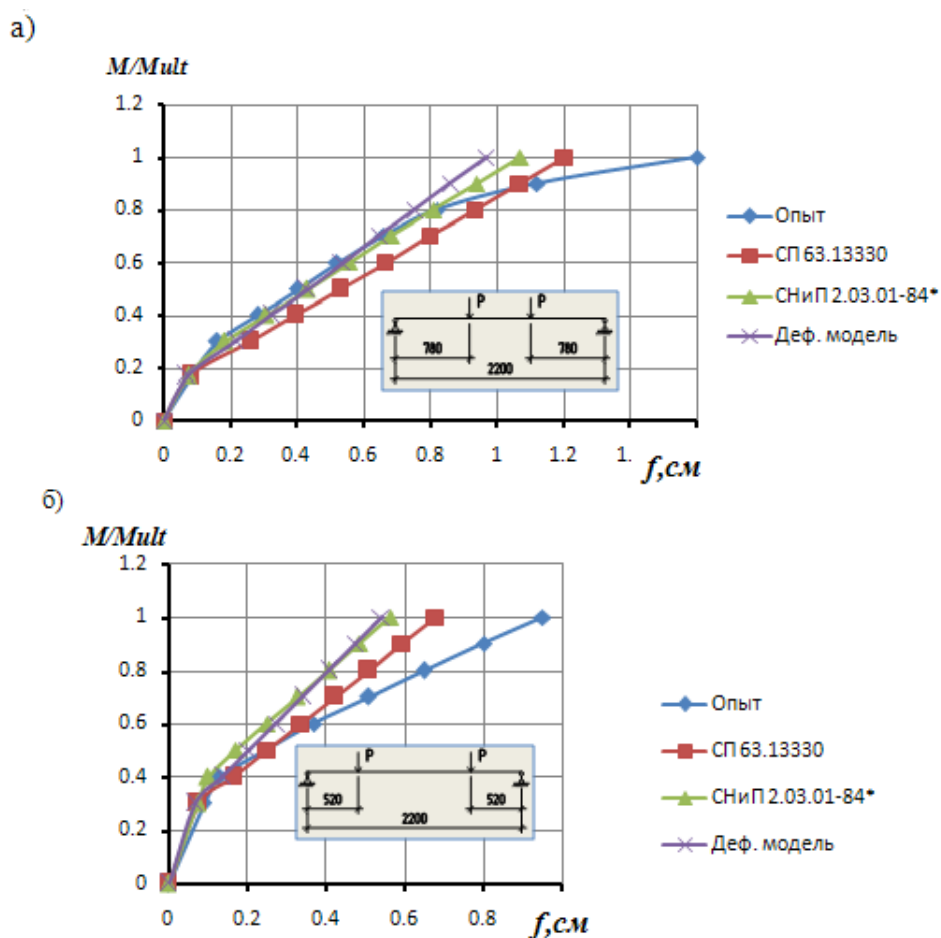 а)
M/Mult
1.2
1
0.8
0.6
0.4
0.2
0
0 0.2 0.4 0.6 0.8 1 1.2 1.
f,см
P P
780 780
2200
Опыт
СП 63.13330
СНиП 2.03.01-84*
Деф. модель
б)
M/Mult
1.2
1
0.8
0.6
0.4
0.2
0
0 0.2 0.4 0.6 0.8
f,см
P P
520 520
2200
Опыт
СП 63.13330
СНиП 2.03.01-84*
Деф. модель